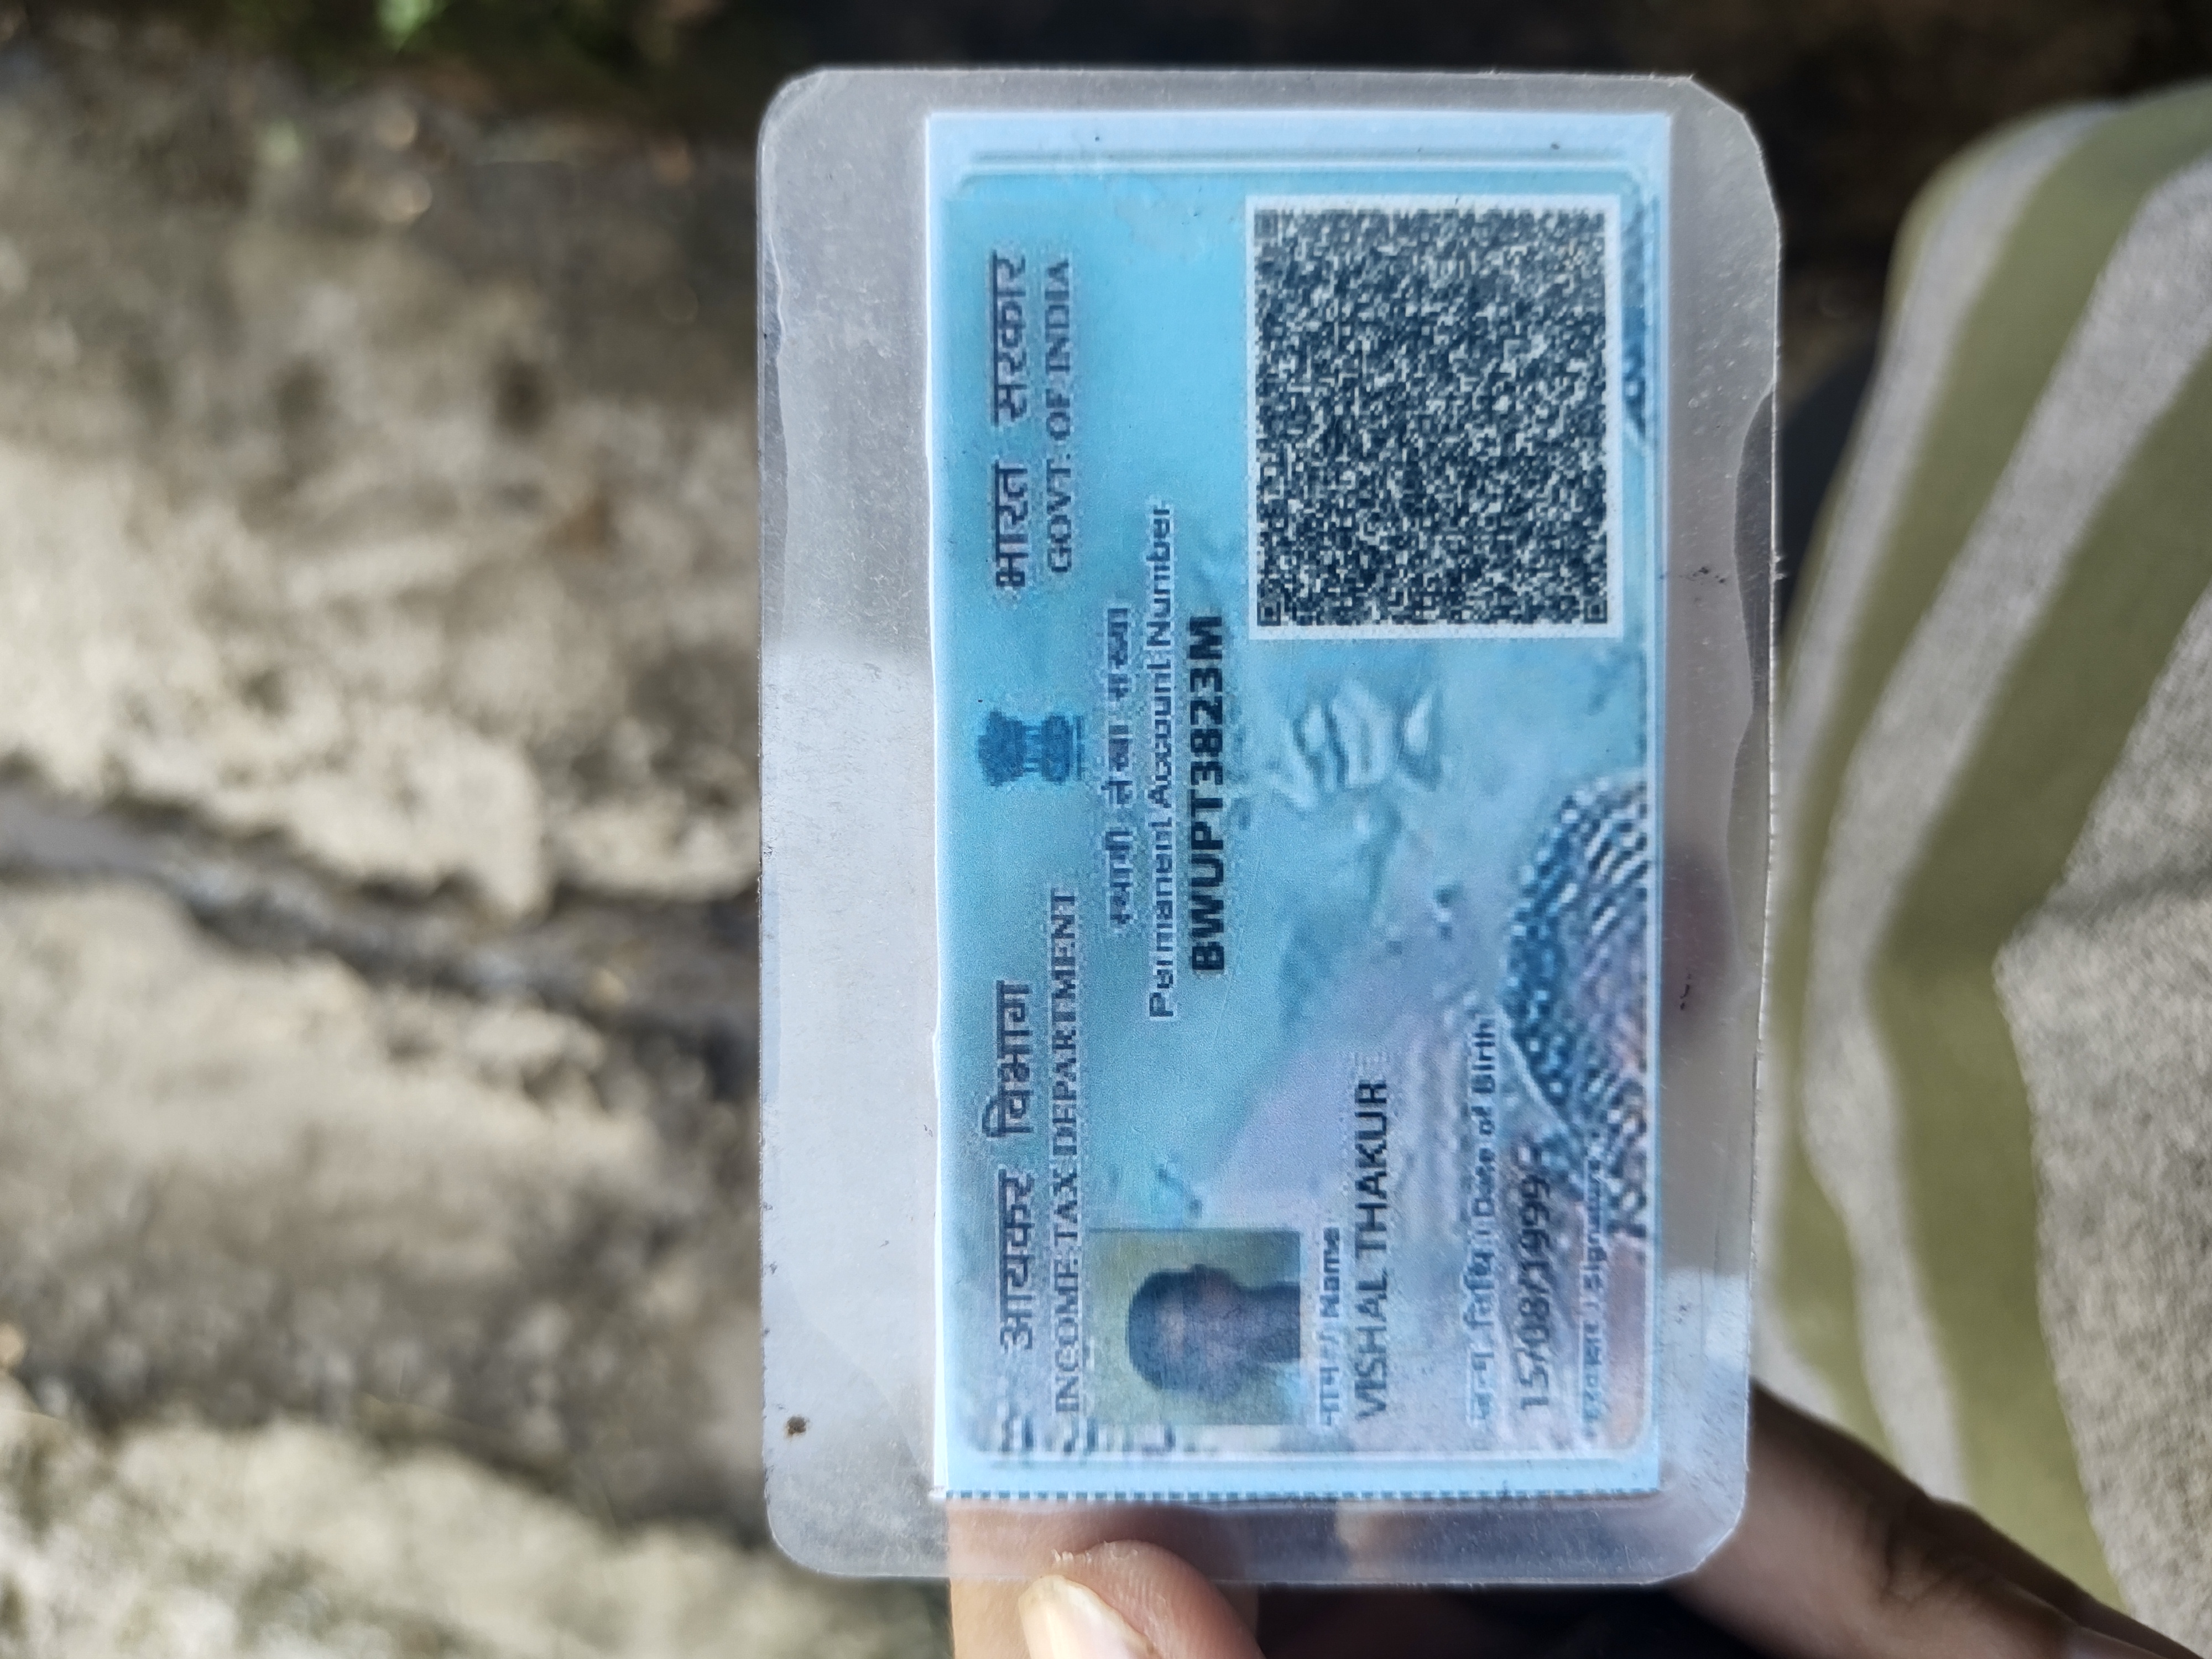 आयकर विभाग
INCOME TAX DEPARTMENT
भारत सरकार
GOVT. OF INDIA
स्थायी लेखा संख्या
Permanent Account Number
BWUPT3823M
नाम / Name
VISHAL THAKUR
जन्म तिथि / Date of Birth
15/08/1999
हस्ताक्षर / Signature